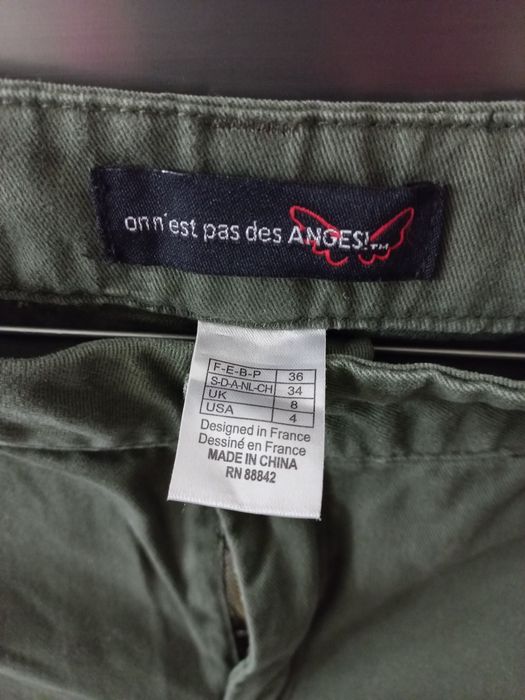 on n'est pas des ANGES!™
F-E-B-P 36
S-D-A-NL-CH 34
UK 8
USA 4
Designed in France
Dessiné en France
MADE IN CHINA
RN 88842